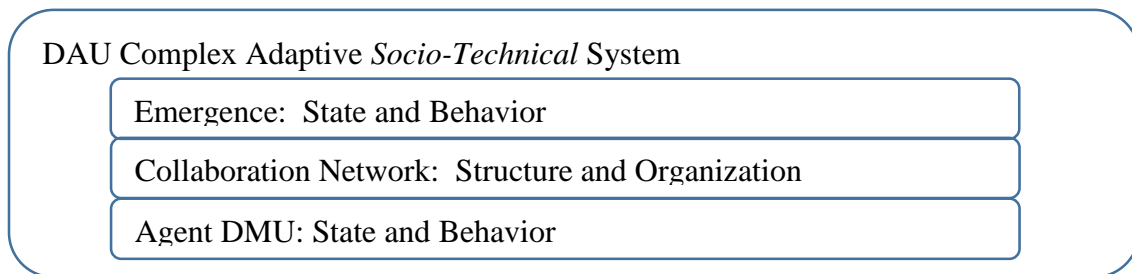 DAU Complex Adaptive Socio-Technical System
Emergence:  State and Behavior
Collaboration Network:  Structure and Organization
Agent DMU: State and Behavior